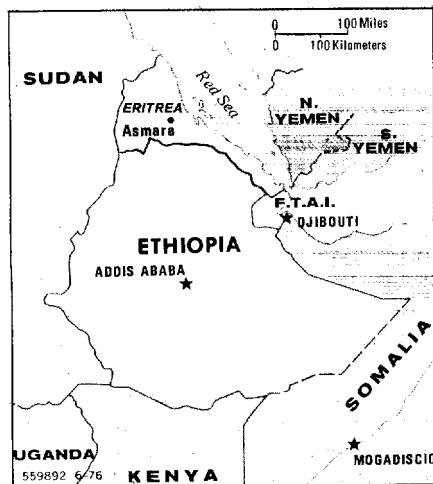 0 100 Miles
0 100 Kilometers
SUDAN
Red Sea
ERITREA
Asmara
N. YEMEN
S. YEMEN
F.T.A.I.
DJIBOUTI
ETHIOPIA
ADDIS ABABA
SOMALIA
MOGADISCIO
UGANDA
559892 6-76
KENYA